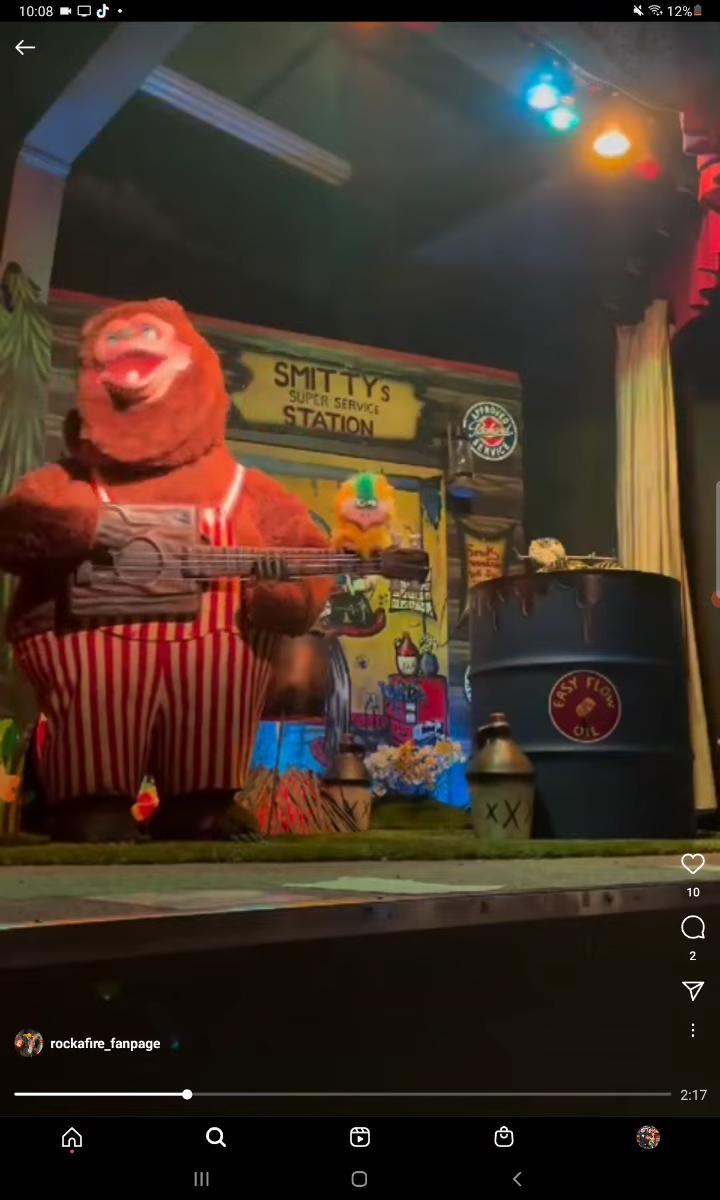 10:08
12%
SMITTYs
SUPER SERVICE
STATION
APPROVED
SERVICE
EASY FLOW
OIL
XX
10
2
rockafire_fanpage
2:17